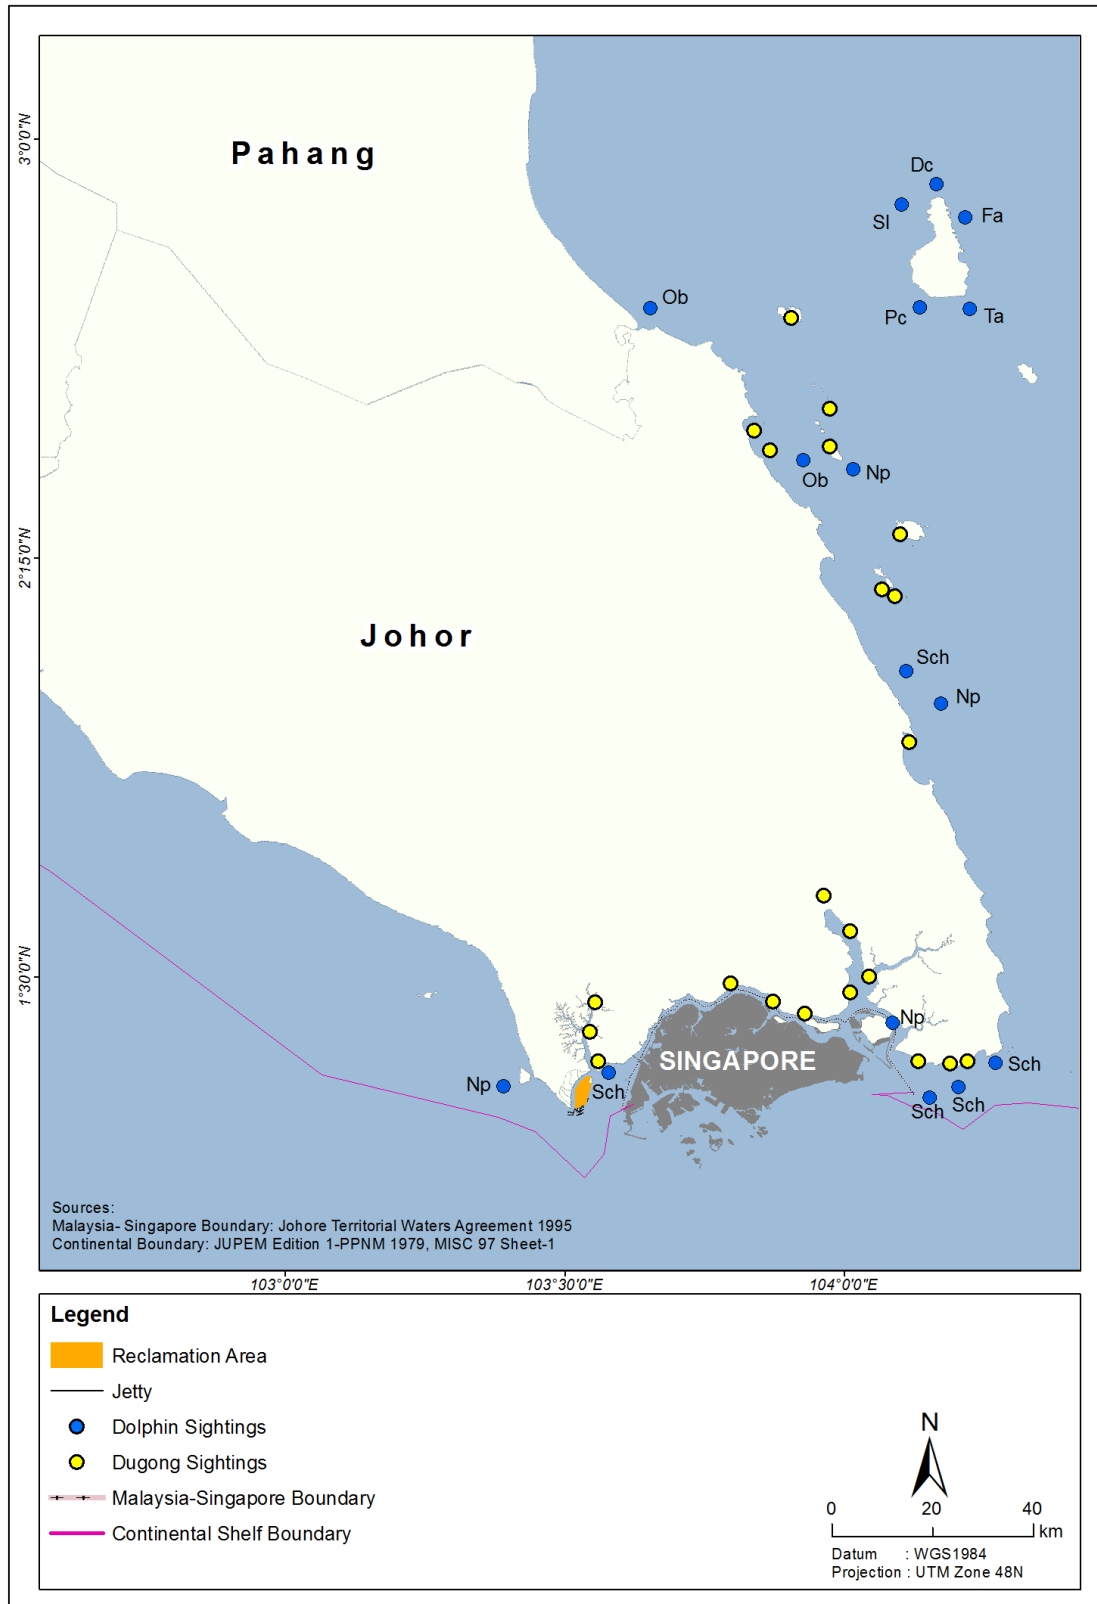 3°0'0"N
Pahang
Dc
Sl
Fa
Ob
Pc
Ta
Ob
Np
2°15'0"N
Johor
Sch
Np
1°30'0"N
Np
SINGAPORE
Sch
Np
Sch
Sch
Sch
Sources:
Malaysia- Singapore Boundary: Johore Territorial Waters Agreement 1995
Continental Boundary: JUPEM Edition 1-PPNM 1979, MISC 97 Sheet-1
103°0'0"E
103°30'0"E
104°0'0"E
Legend
Reclamation Area
Jetty
Dolphin Sightings
Dugong Sightings
Malaysia-Singapore Boundary
Continental Shelf Boundary
N
0 20 40
km
Datum : WGS1984
Projection : UTM Zone 48N